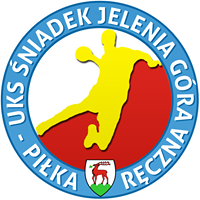 UKS ŚNIADEK JELENIA GÓRA
- PIŁKA RĘCZNA